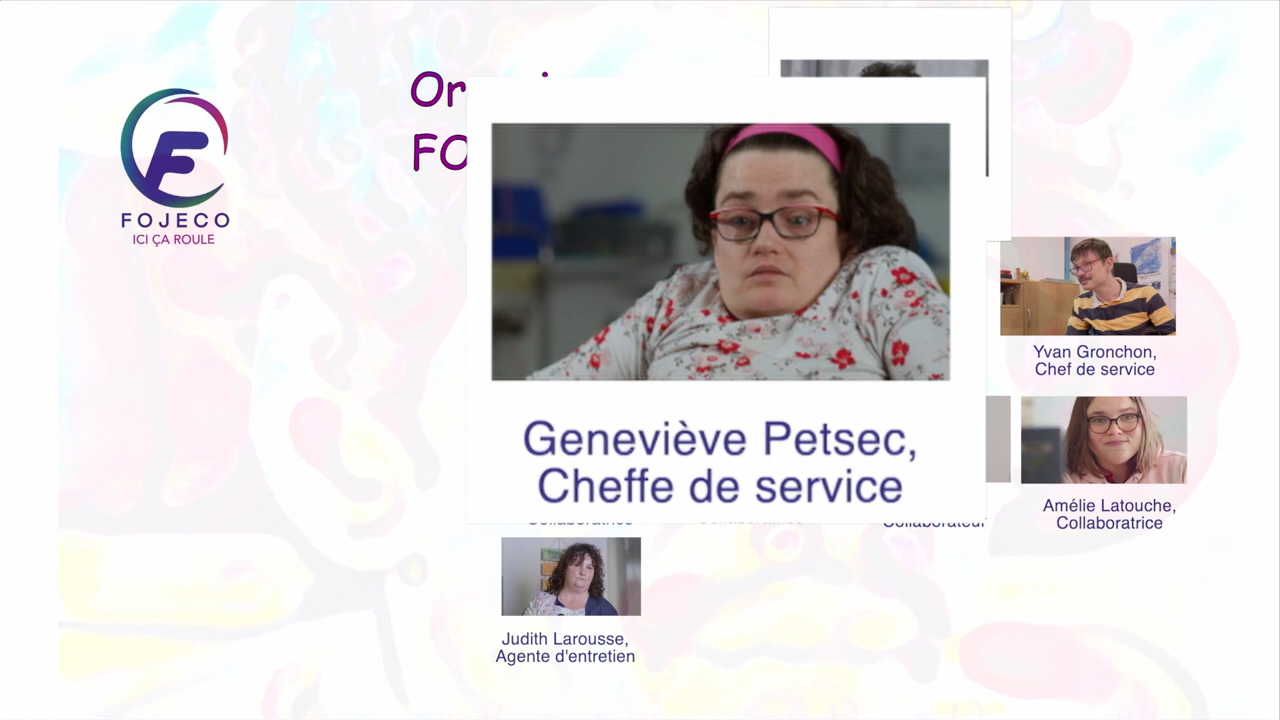 FOJECO
ICI ÇA ROULE
Geneviève Petsec,
Cheffe de service
Yvan Gronchon,
Chef de service
Amélie Latouche,
Collaboratrice
Collaborateur
Judith Larousse,
Agente d'entretien